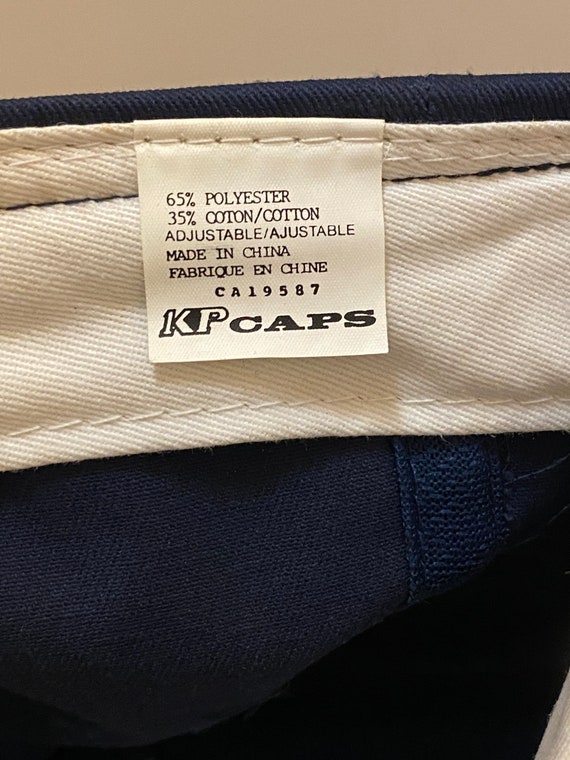 65% POLYESTER
35% COTON/COTTON
ADJUSTABLE/AJUSTABLE
MADE IN CHINA
FABRIQUE EN CHINE
CA19587
KP CAPS